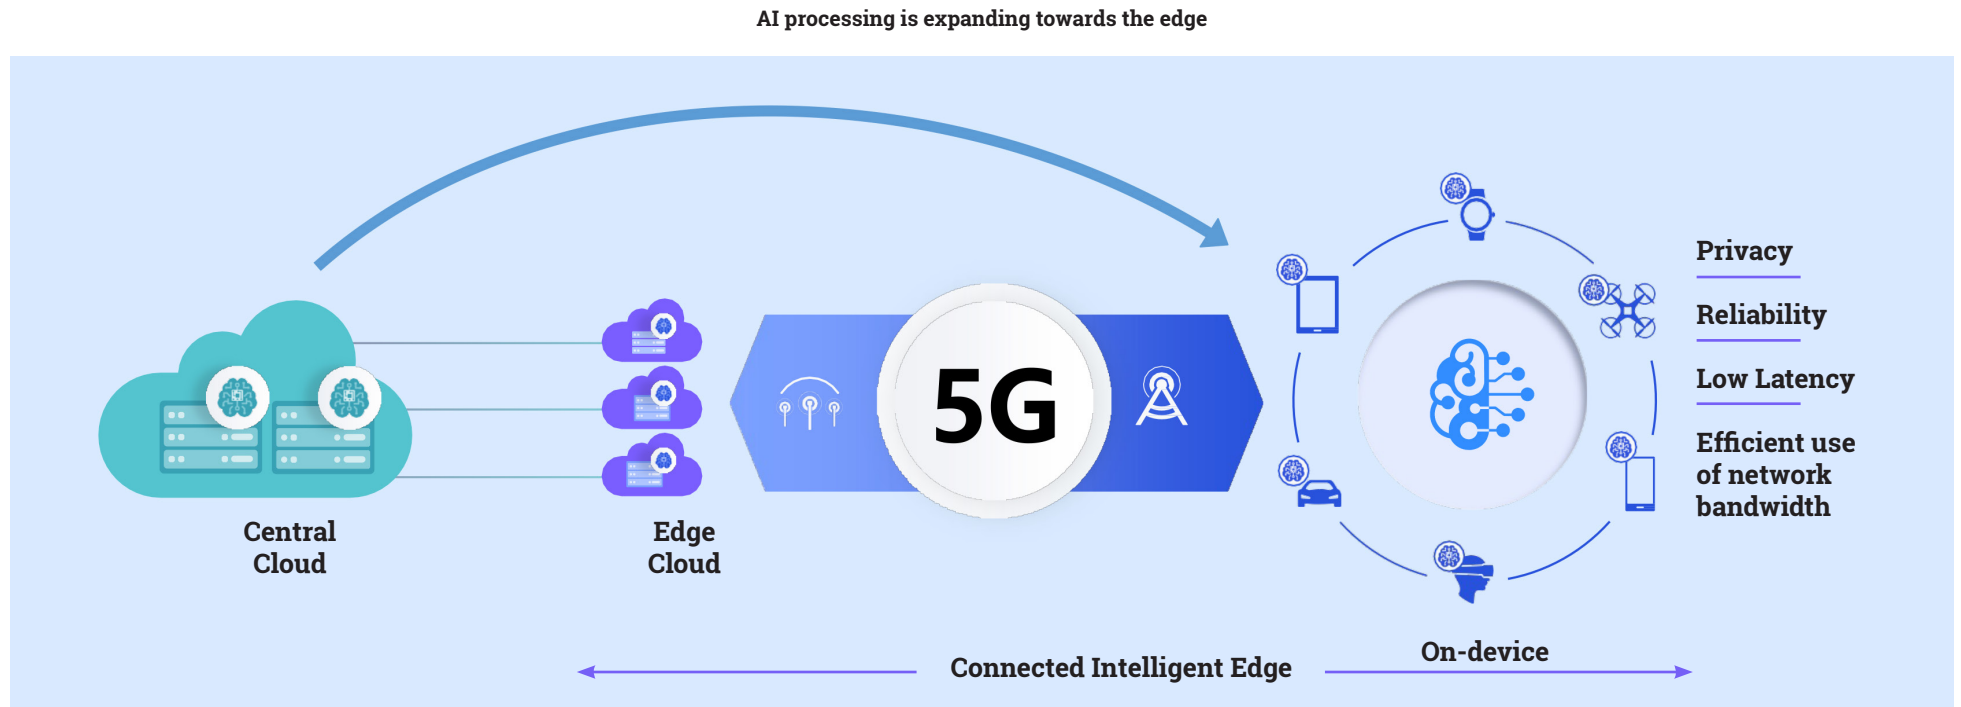 AI processing is expanding towards the edge
5G
Central
Cloud
Edge
Cloud
Privacy
Reliability
Low Latency
Efficient use
of network
bandwidth
On-device
Connected Intelligent Edge